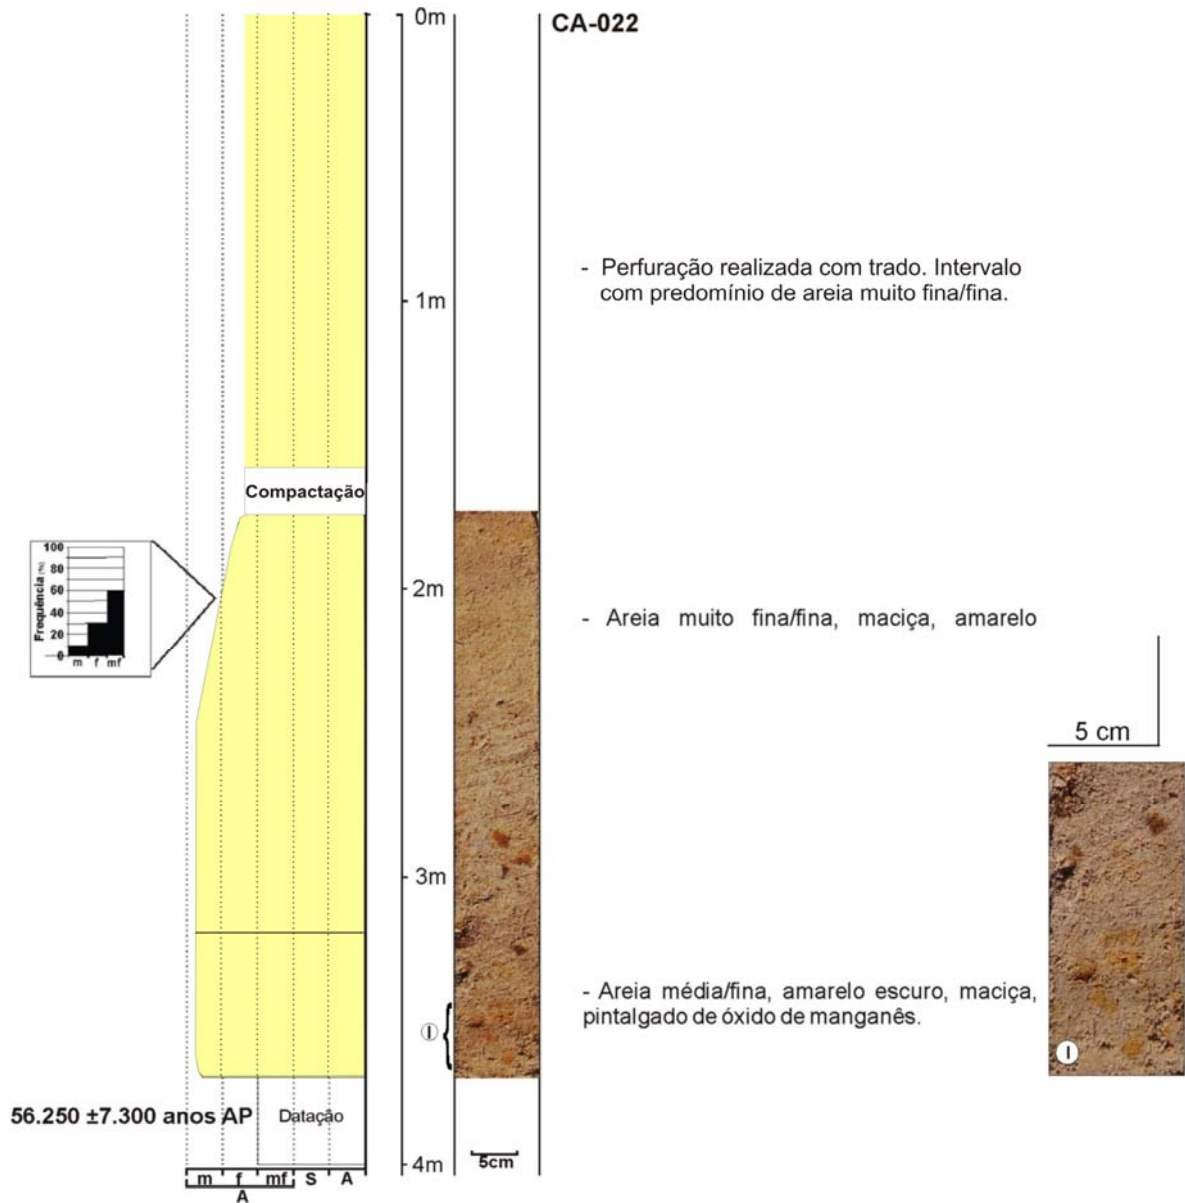 0m
CA-022
- Perfuração realizada com trado. Intervalo
com predomínio de areia muito fina/fina.
1m
Compactação
100
80
60
40
20
0
Frequência (%)
m f mf
2m
- Areia muito fina/fina, maciça, amarelo
5 cm
3m
- Areia média/fina, amarelo escuro, maciça,
pintalgado de óxido de manganês.
I
I
56.250 ±7.300 anos AP
Datação
4m
5cm
m f mf S A
A